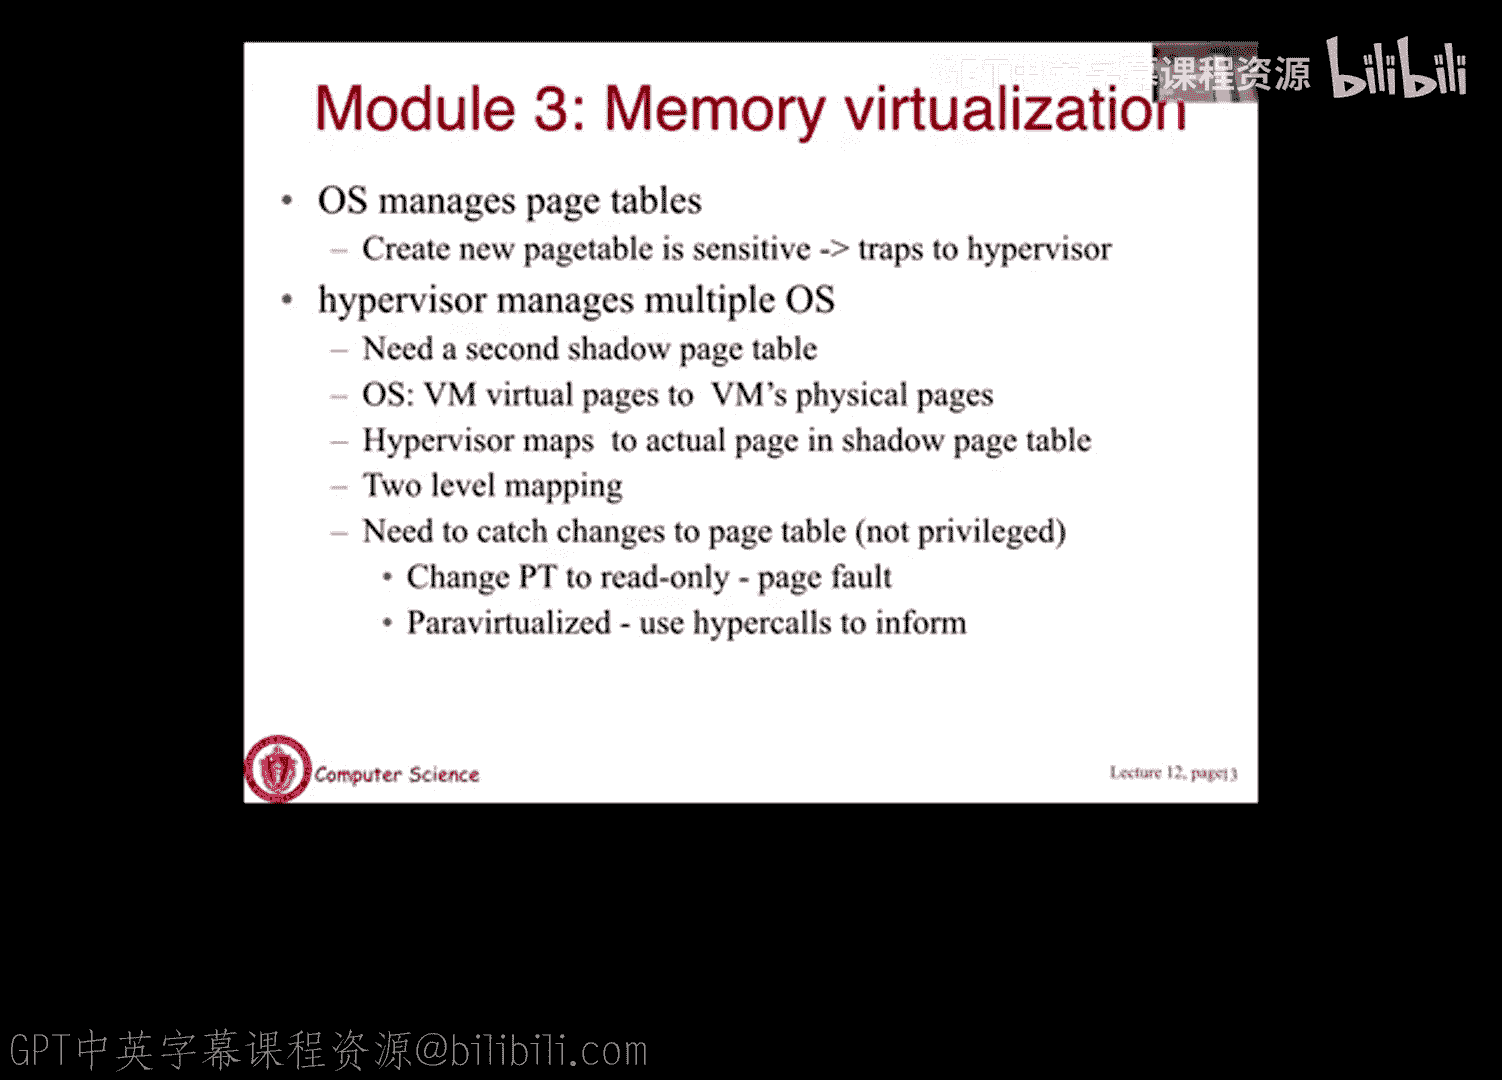 课程资源 bilibili
Module 3: Memory virtualization
• OS manages page tables
– Create new pagetable is sensitive -> traps to hypervisor
• hypervisor manages multiple OS
– Need a second shadow page table
– OS: VM virtual pages to VM's physical pages
– Hypervisor maps to actual page in shadow page table
– Two level mapping
– Need to catch changes to page table (not privileged)
• Change PT to read-only - page fault
• Paravirtualized - use hypercalls to inform
Computer Science
Lecture 12, page13
GPT中英字幕课程资源@bilibili.com